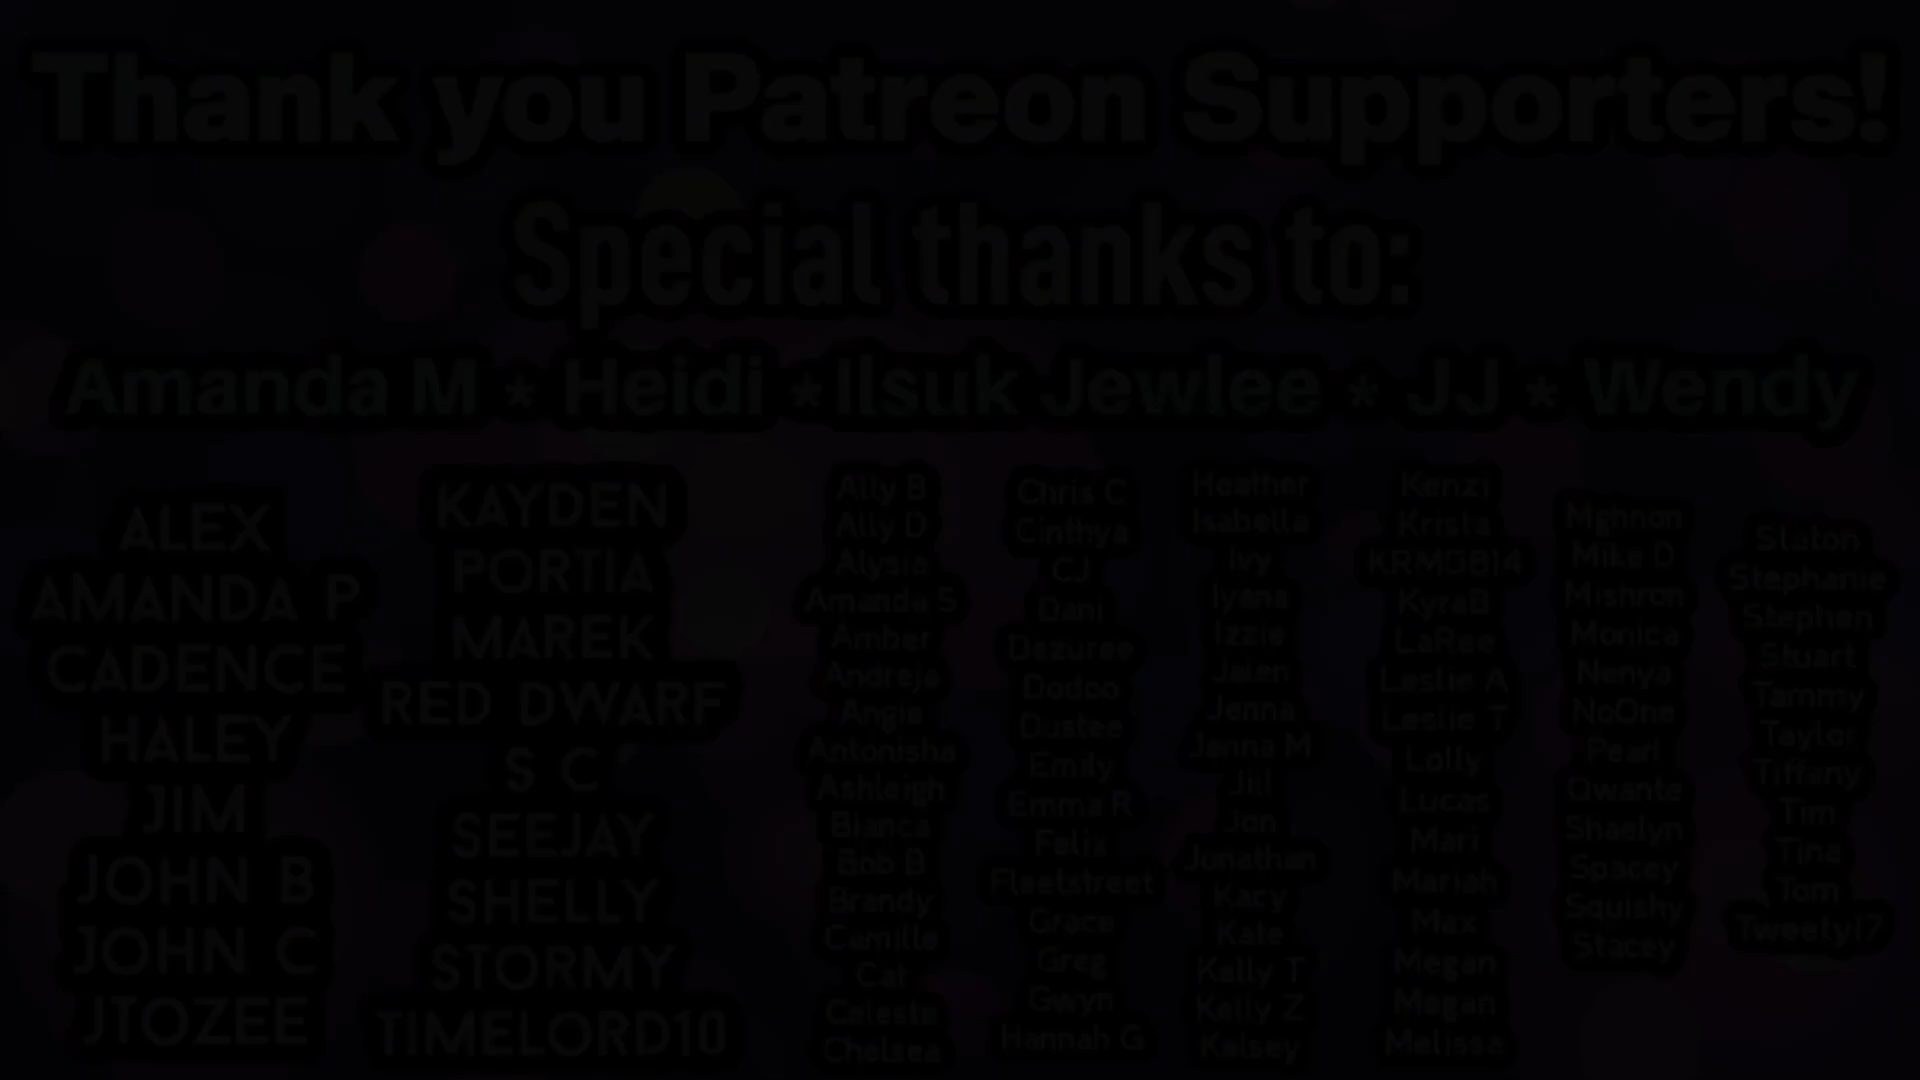 Thank you Patreon Supporters!
Special thanks to:
Amanda M * Heidi * Ilsuk Jewlee * JJ * Wendy
ALEX
AMANDA P
CADENCE
HALEY
JIM
JOHN B
JOHN C
JTOZEE
KAYDEN
PORTIA
MAREK
RED DWARF
S C
SEEJAY
SHELLY
STORMY
TIMELORD10
Ally B
Ally D
Alysia
Amanda S
Amber
Andreja
Angie
Antonisha
Ashleigh
Bianca
Bob B
Brandy
Camille
Cat
Celeste
Chelsea
Chris C
Cinthya
CJ
Dani
Dezuree
Dodoo
Dustee
Emily
Emma R
Felix
Fleetstreet
Grace
Greg
Gwyn
Hannah G
Heather
Isabella
Ivy
Iyana
Izzie
Jalen
Jenna
Jenna M
Jill
Jon
Jonathan
Kacy
Kate
Kelly T
Kelly Z
Kelsey
Kenzi
Krista
KRMG814
KyraB
LaRee
Leslie A
Leslie T
Lolly
Lucas
Mari
Mariah
Max
Megan
Megan
Melissa
Mghnon
Mike D
Mishron
Monica
Nenya
NoOne
Pearl
Qwante
Shaelyn
Spacey
Squishy
Stacey
Staton
Stephanie
Stephen
Stuart
Tammy
Taylor
Tiffany
Tim
Tina
Tom
Tweety17